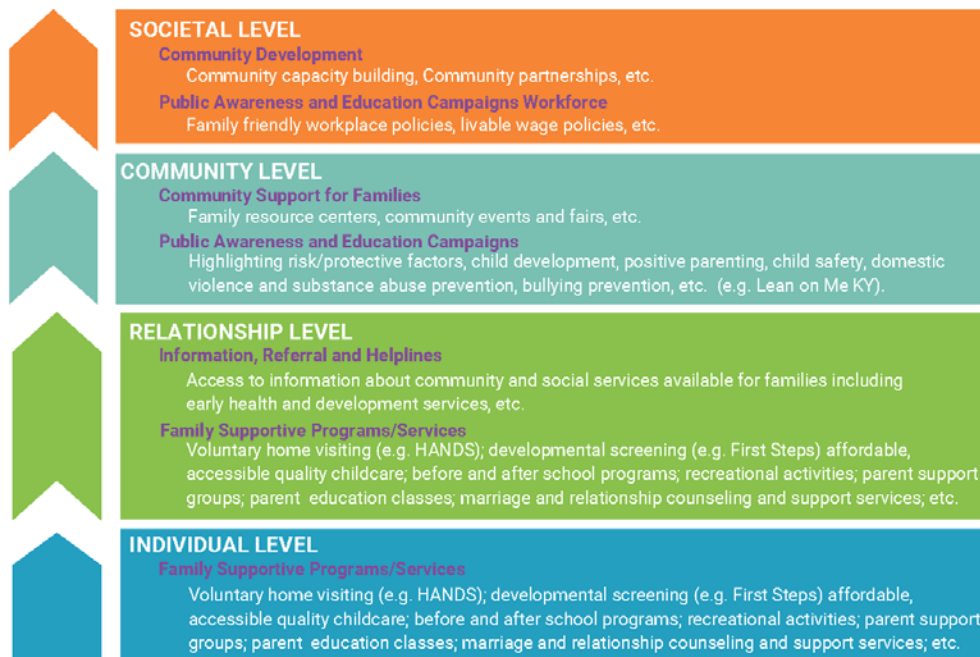 SOCIETAL LEVEL
Community Development
Community capacity building, Community partnerships, etc.
Public Awareness and Education Campaigns Workforce
Family friendly workplace policies, livable wage policies, etc.
COMMUNITY LEVEL
Community Support for Families
Family resource centers, community events and fairs, etc.
Public Awareness and Education Campaigns
Highlighting risk/protective factors, child development, positive parenting, child safety, domestic
violence and substance abuse prevention, bullying prevention, etc. (e.g. Lean on Me KY).
RELATIONSHIP LEVEL
Information, Referral and Helplines
Access to information about community and social services available for families including
early health and development services, etc.
Family Supportive Programs/Services
Voluntary home visiting (e.g. HANDS); developmental screening (e.g. First Steps) affordable,
accessible quality childcare; before and after school programs; recreational activities; parent support
groups; parent education classes; marriage and relationship counseling and support services; etc.
INDIVIDUAL LEVEL
Family Supportive Programs/Services
Voluntary home visiting (e.g. HANDS); developmental screening (e.g. First Steps) affordable,
accessible quality childcare; before and after school programs; recreational activities; parent support
groups; parent education classes; marriage and relationship counseling and support services; etc.